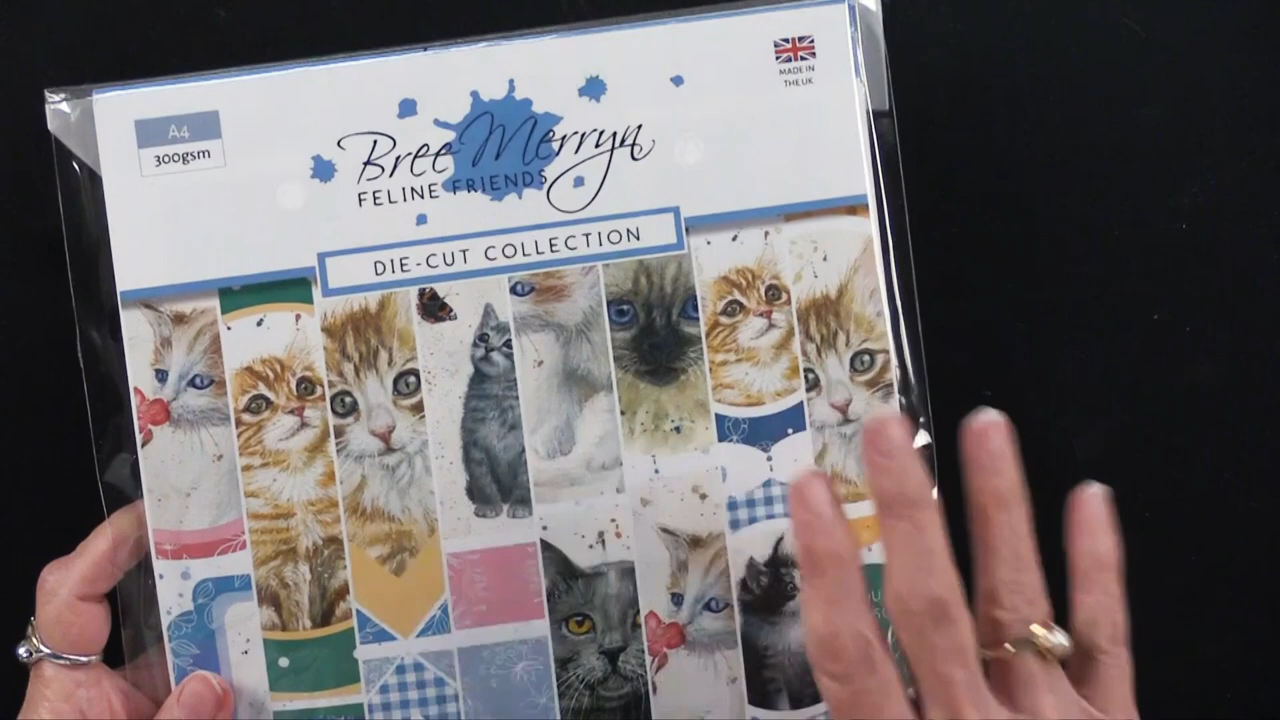 A4
300gsm
Bree Merryn
FELINE FRIENDS
MADE IN
THE UK
DIE-CUT COLLECTION